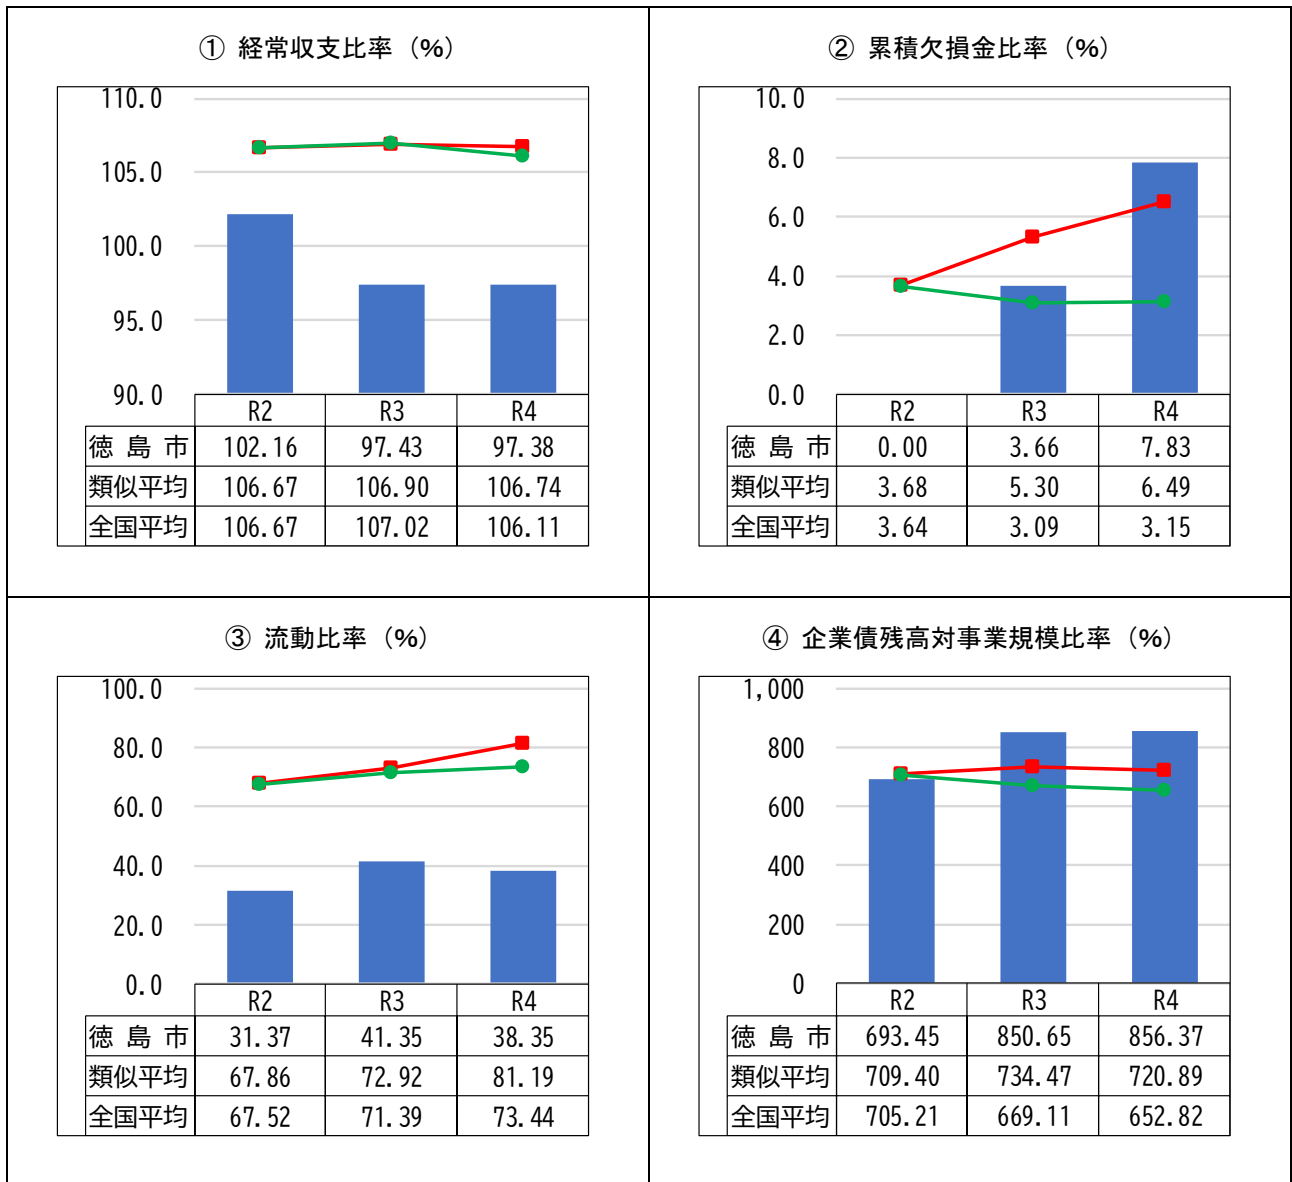 ① 経常収支比率（%）
110.0
105.0
100.0
95.0
90.0
R2 R3 R4
徳島市 102.16 97.43 97.38
類似平均 106.67 106.90 106.74
全国平均 106.67 107.02 106.11
② 累積欠損金比率（%）
10.0
8.0
6.0
4.0
2.0
0.0
R2 R3 R4
徳島市 0.00 3.66 7.83
類似平均 3.68 5.30 6.49
全国平均 3.64 3.09 3.15
③ 流動比率（%）
100.0
80.0
60.0
40.0
20.0
0.0
R2 R3 R4
徳島市 31.37 41.35 38.35
類似平均 67.86 72.92 81.19
全国平均 67.52 71.39 73.44
④ 企業債残高対事業規模比率（%）
1,000
800
600
400
200
0
R2 R3 R4
徳島市 693.45 850.65 856.37
類似平均 709.40 734.47 720.89
全国平均 705.21 669.11 652.82